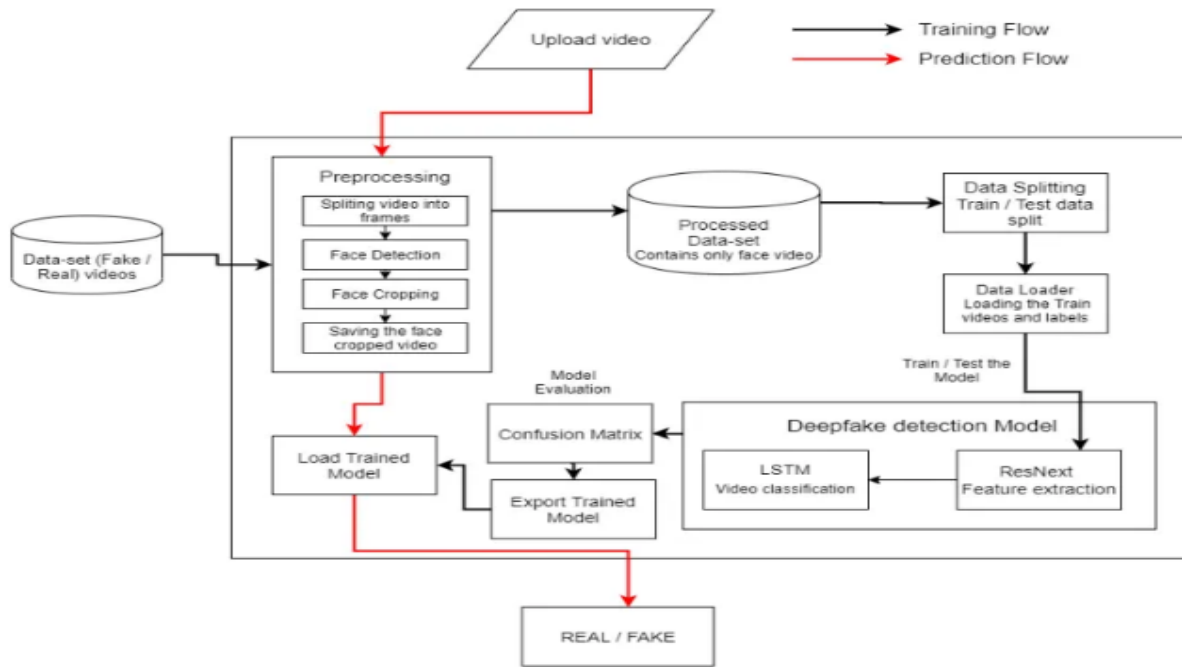 Upload video
Training Flow
Prediction Flow
Preprocessing
Spliting video into
frames
Face Detection
Face Cropping
Saving the face
cropped video
Data-set (Fake /
Real) videos
Processed
Data-set
Contains only face video
Data Splitting
Train / Test data
split
Data Loader
Loading the Train
videos and labels
Train / Test the
Model
Model
Evaluation
Deepfake detection Model
Confusion Matrix
LSTM
Video classification
ResNext
Feature extraction
Load Trained
Model
Export Trained
Model
REAL / FAKE